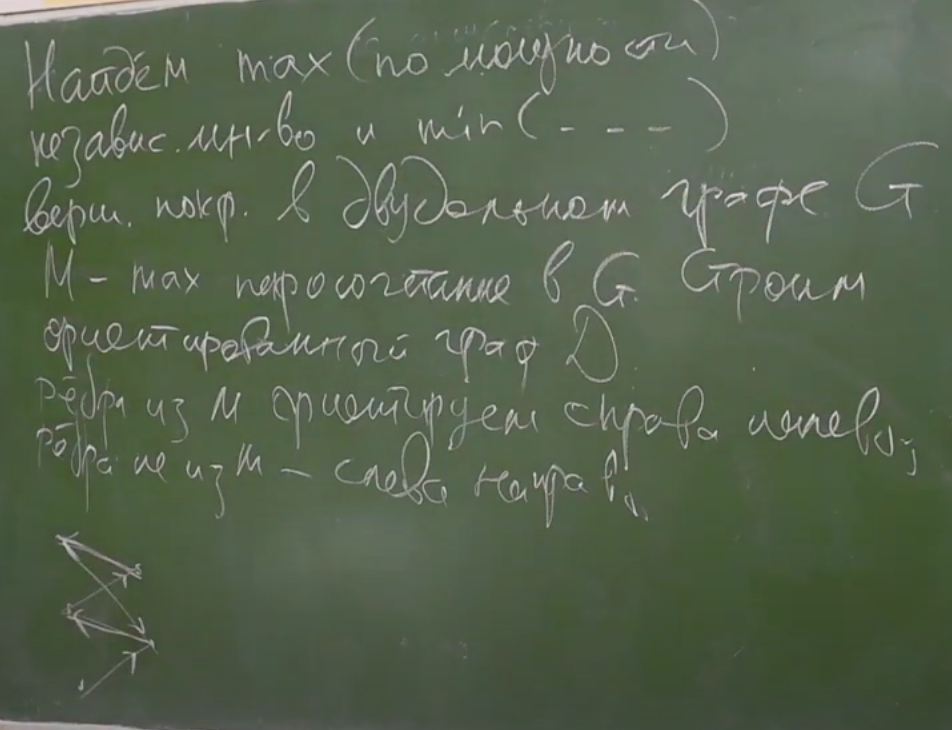 Найдём max (по мощности)
независ. мн-во и min (- - -)
верш. покр. в двудольном графе G
M - max паросочетание в G. Строим
ориентированный граф D
рёбра из M ориентируем справа налево;
рёбра не из M - слева направо